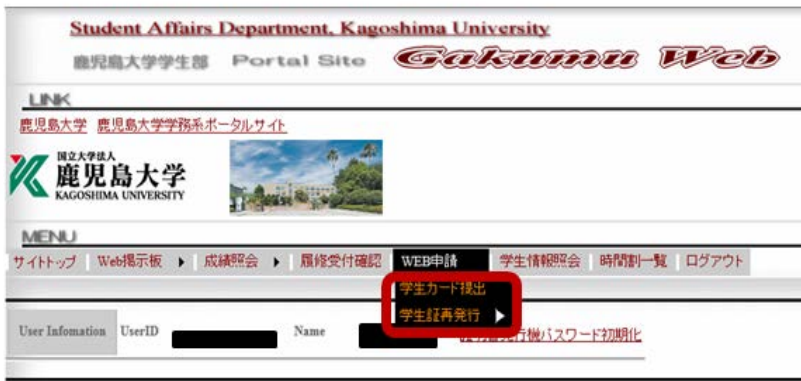 Student Affairs Department, Kagoshima University
鹿児島大学学生部 Portal Site Gakumu Web
LINK
鹿児島大学 鹿児島大学学務系ポータルサイト
国立大学法人
鹿児島大学
KAGOSHIMA UNIVERSITY
MENU
サイトトップ Web掲示板 ▶ 成績照会 ▶ 履修受付確認 WEB申請 学生情報照会 時間割一覧 ログアウト
学生カード提出
学生証再発行 ▶
User Infomation UserID Name 発行機パスワード初期化